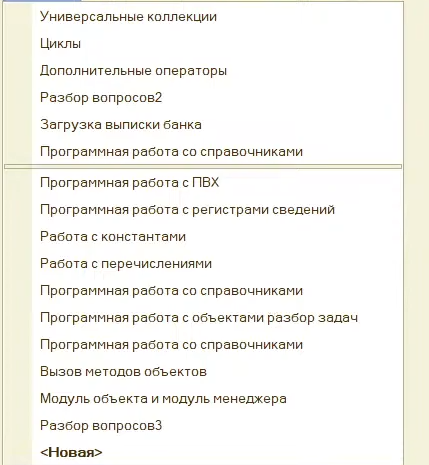 Универсальные коллекции
Циклы
Дополнительные операторы
Разбор вопросов2
Загрузка выписки банка
Программная работа со справочниками
Программная работа с ПВХ
Программная работа с регистрами сведений
Работа с константами
Работа с перечислениями
Программная работа со справочниками
Программная работа с объектами разбор задач
Программная работа со справочниками
Вызов методов объектов
Модуль объекта и модуль менеджера
Разбор вопросов3
<Новая>